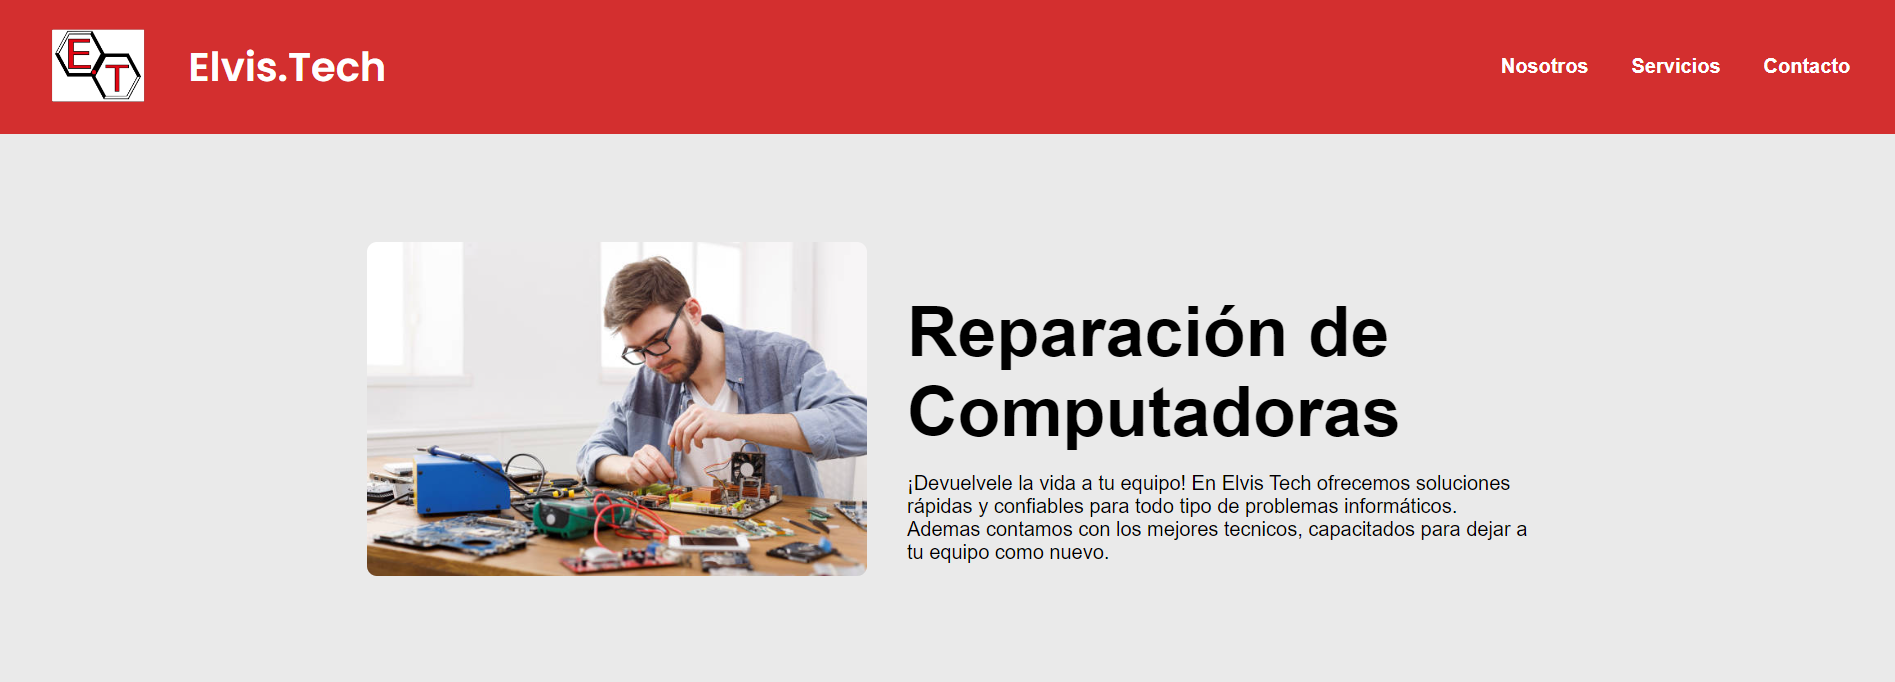 E.T
Elvis.Tech
Nosotros Servicios Contacto
Reparación de
Computadoras
¡Devuelvele la vida a tu equipo! En Elvis Tech ofrecemos soluciones
rápidas y confiables para todo tipo de problemas informáticos.
Ademas contamos con los mejores tecnicos, capacitados para dejar a
tu equipo como nuevo.